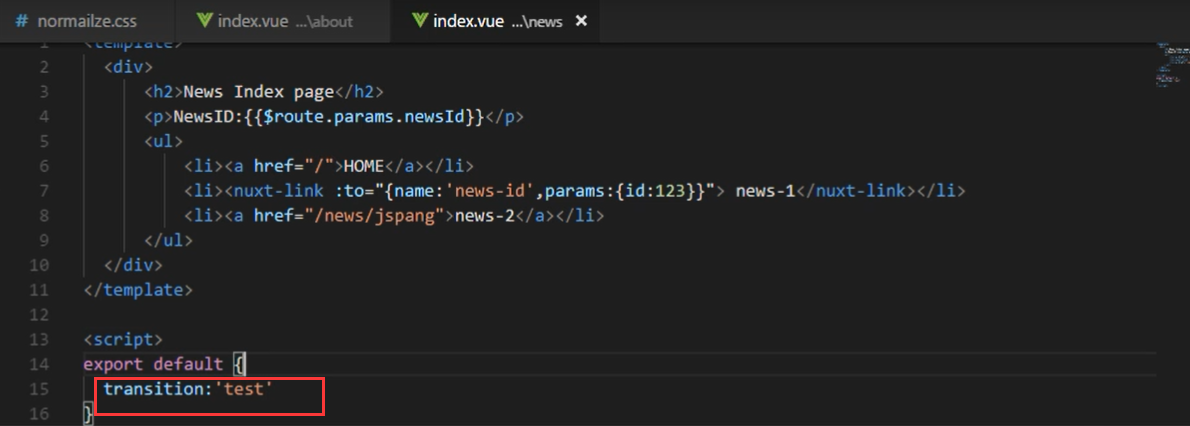 # normailze.css index.vue ...\about index.vue ...\news ×
1 <template>
2 <div>
3 <h2>News Index page</h2>
4 <p>NewsID:{{$route.params.newsId}}</p>
5 <ul>
6 <li><a href="/">HOME</a></li>
7 <li><nuxt-link :to="{name:'news-id',params:{id:123}}"> news-1</nuxt-link></li>
8 <li><a href="/news/jspang">news-2</a></li>
9 </ul>
10 </div>
11 </template>
12
13 <script>
14 export default {
15 transition:'test'
16 }